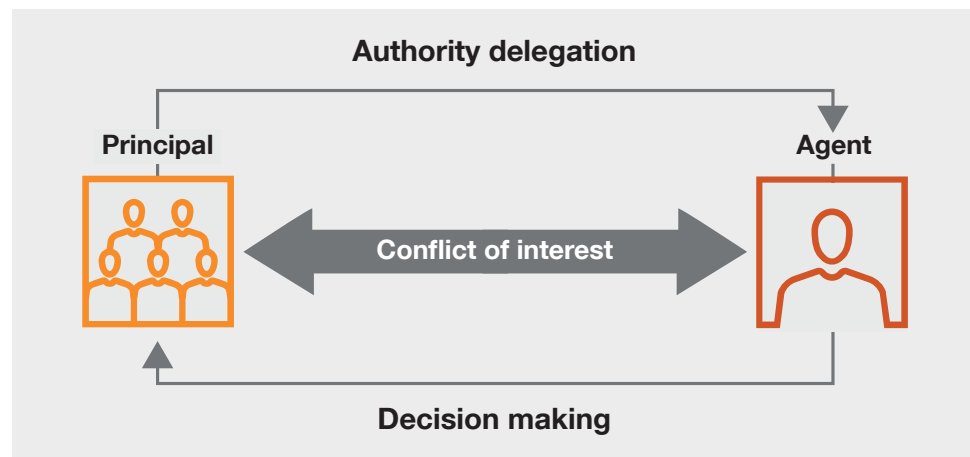 Authority delegation
Principal
Agent
Conflict of interest
Decision making